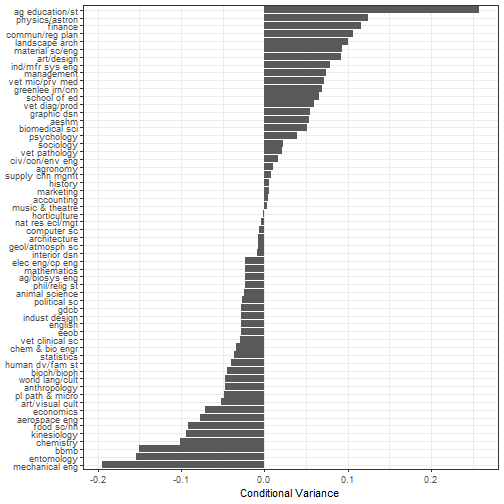 ag education/st
physics/astron
finance
commun/reg plan
landscape arch
material sc/eng
art/design
ind/mfr sys eng
management
vet mic/prv med
greenlee jrn/cm
school of ed
vet diag/prod
graphic dsn
aeshm
biomedical sci
psychology
sociology
vet pathology
civ/con/env eng
agronomy
supply chn mgmt
history
marketing
accounting
music & theatre
horticulture
nat res ecl/mgt
computer sc
architecture
geol/atmosph sc
interior dsn
elec eng/cp eng
mathematics
ag/biosys eng
phil/relig st
animal science
political sc
gdcb
indust design
english
eeob
vet clinical sc
chem & bio engr
statistics
human dv/fam st
bioch/bioph
world lang/cult
anthropology
pl path & micro
art/visual cult
economics
aerospace eng
food sc/hn
kinesiology
chemistry
bbmb
entomology
mechanical eng
-0.2 -0.1 0.0 0.1 0.2
Conditional Variance